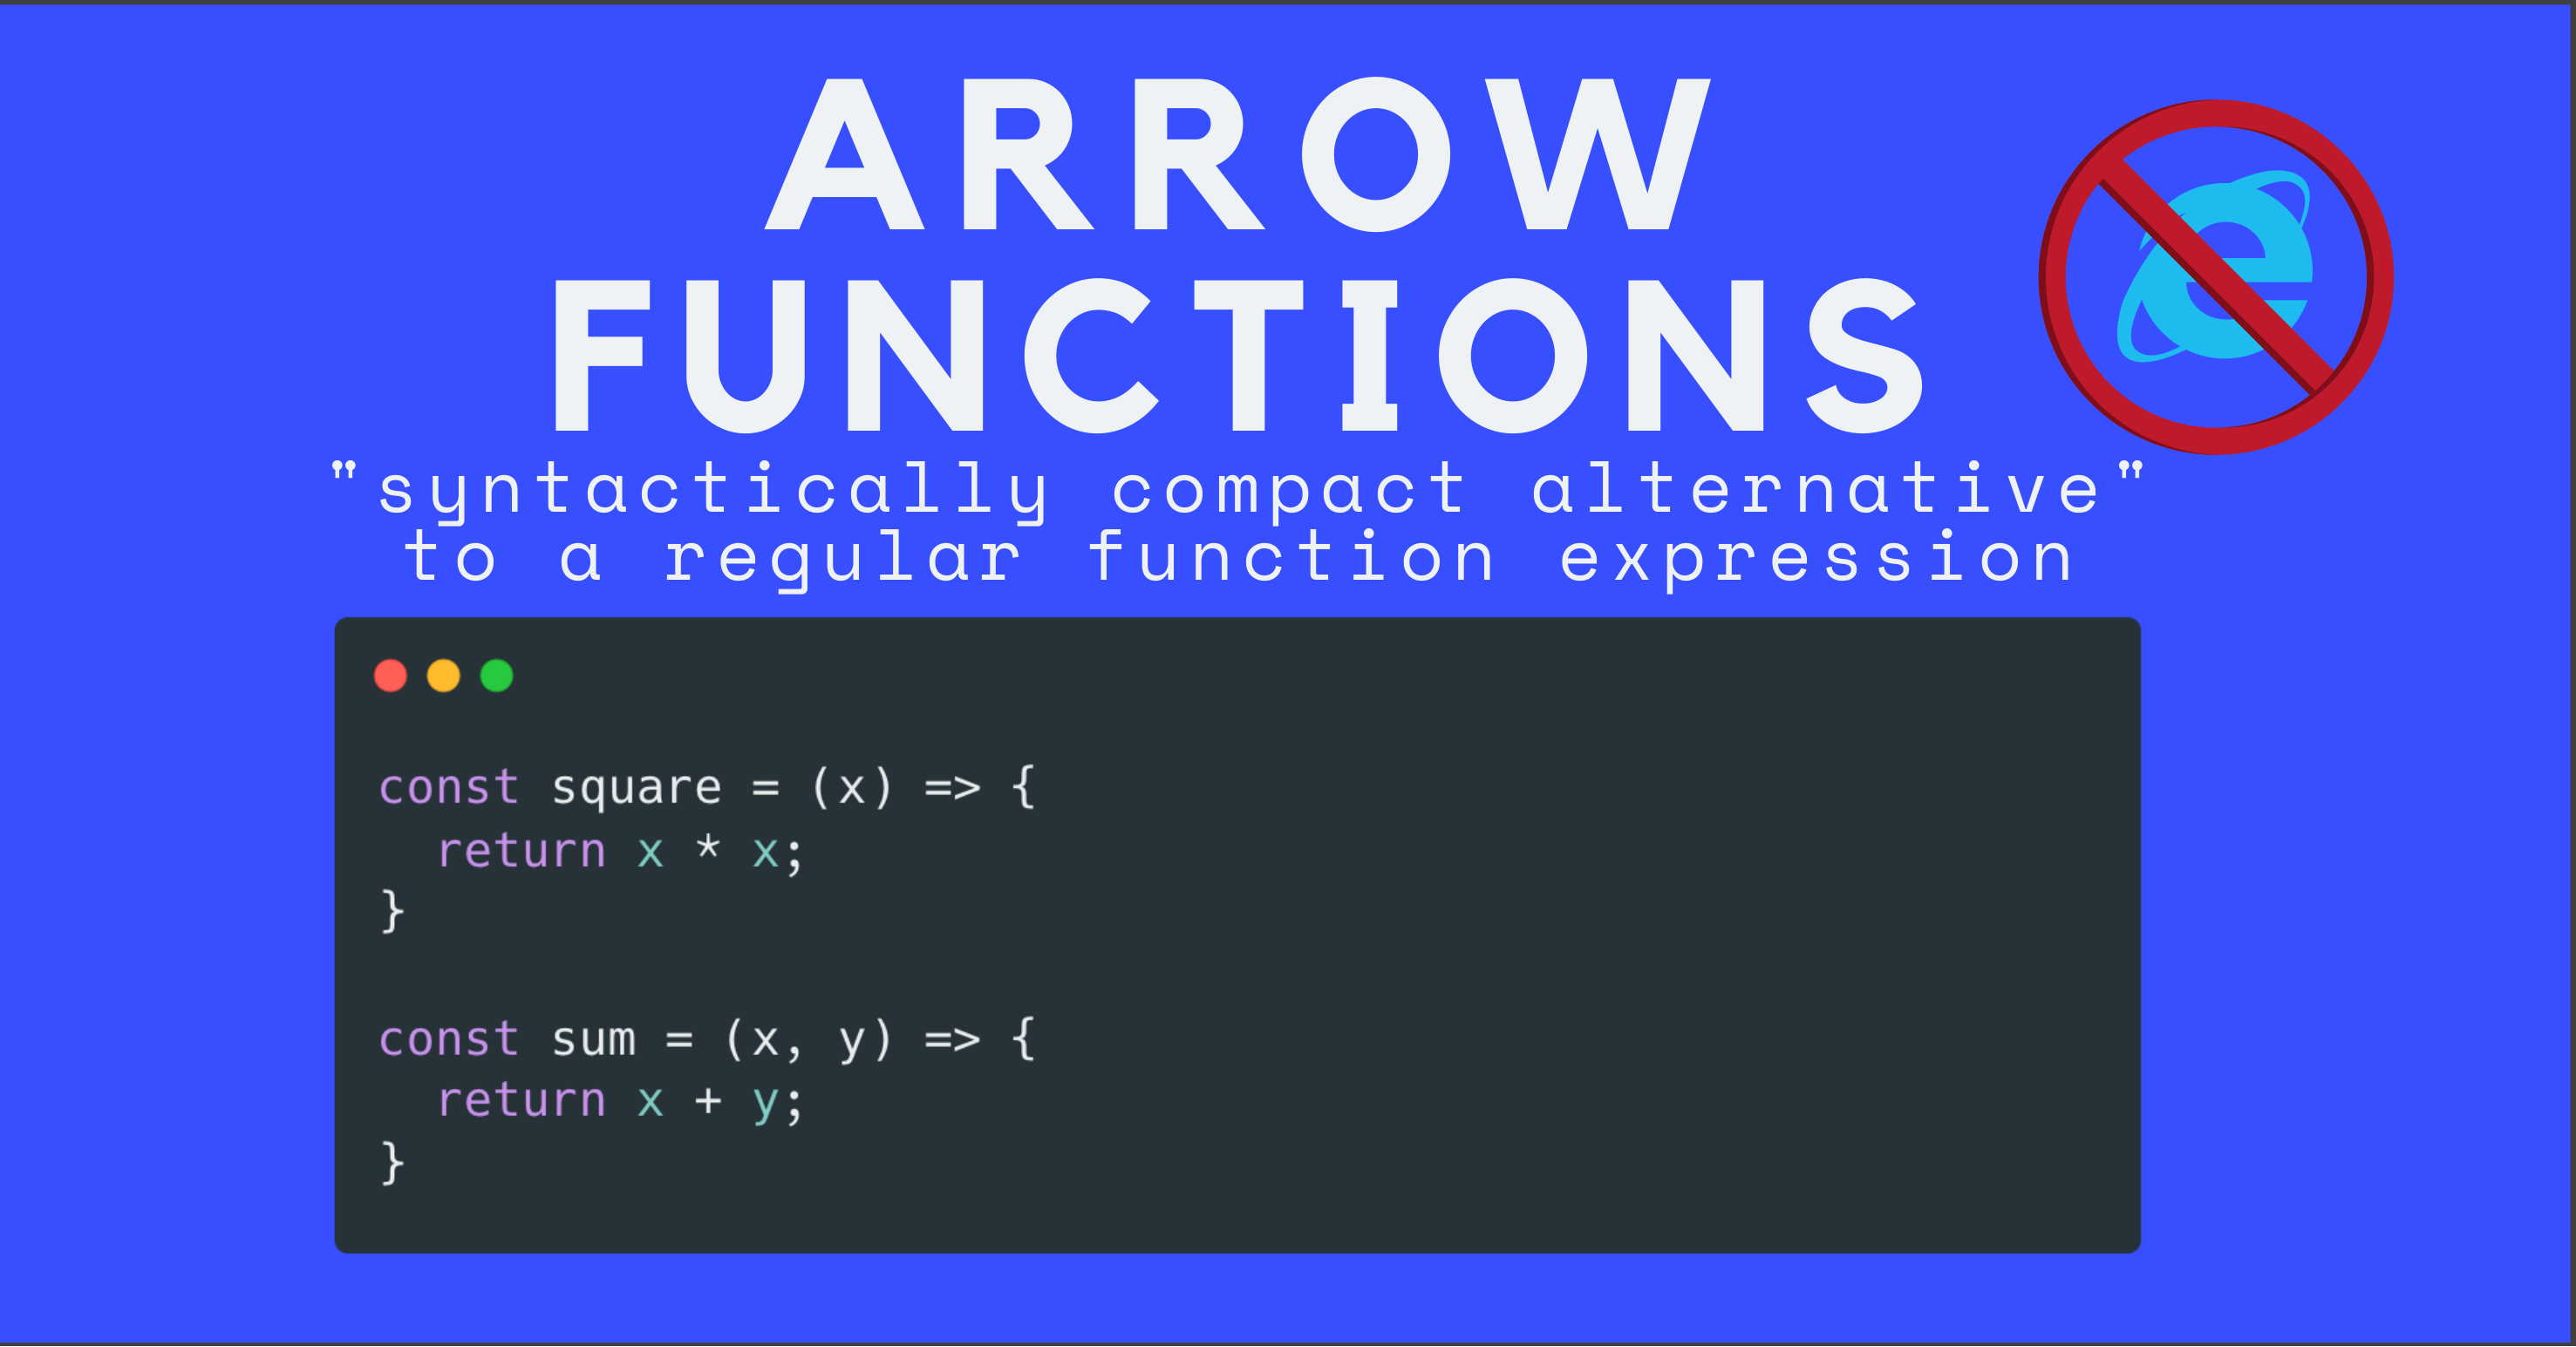 ARROW
FUNCTIONS
"syntactically compact alternative"
to a regular function expression
const square = (x) => {
  return x * x;
}
const sum = (x, y) => {
  return x + y;
}